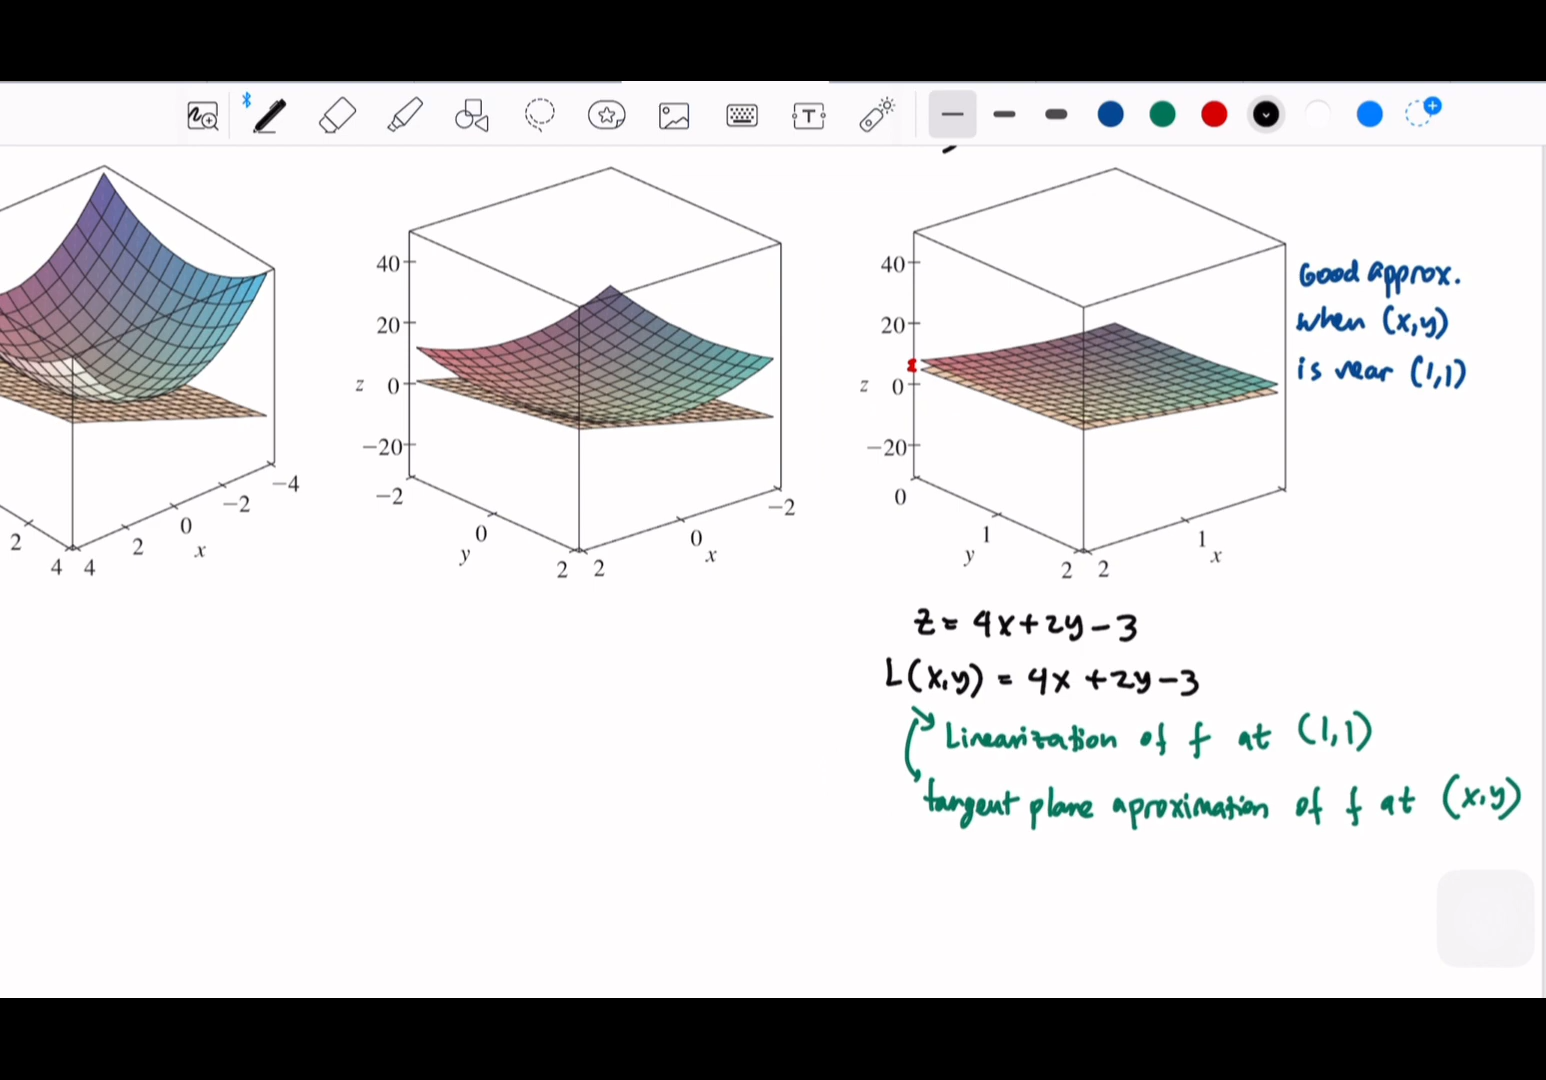 40
20
z 0
−20
−2
0
y
2 2
0
x
−2
2
4 4
2
0
x
−2
−4
40
20
z 0
−20
0
1
y
2 2
1
x
Good approx.
when (x,y)
is near (1,1)
z = 4x+2y−3
L(x,y) = 4x +2y−3
Linearization of f at (1,1)
tangent plane aproximation of f at (x,y)
T